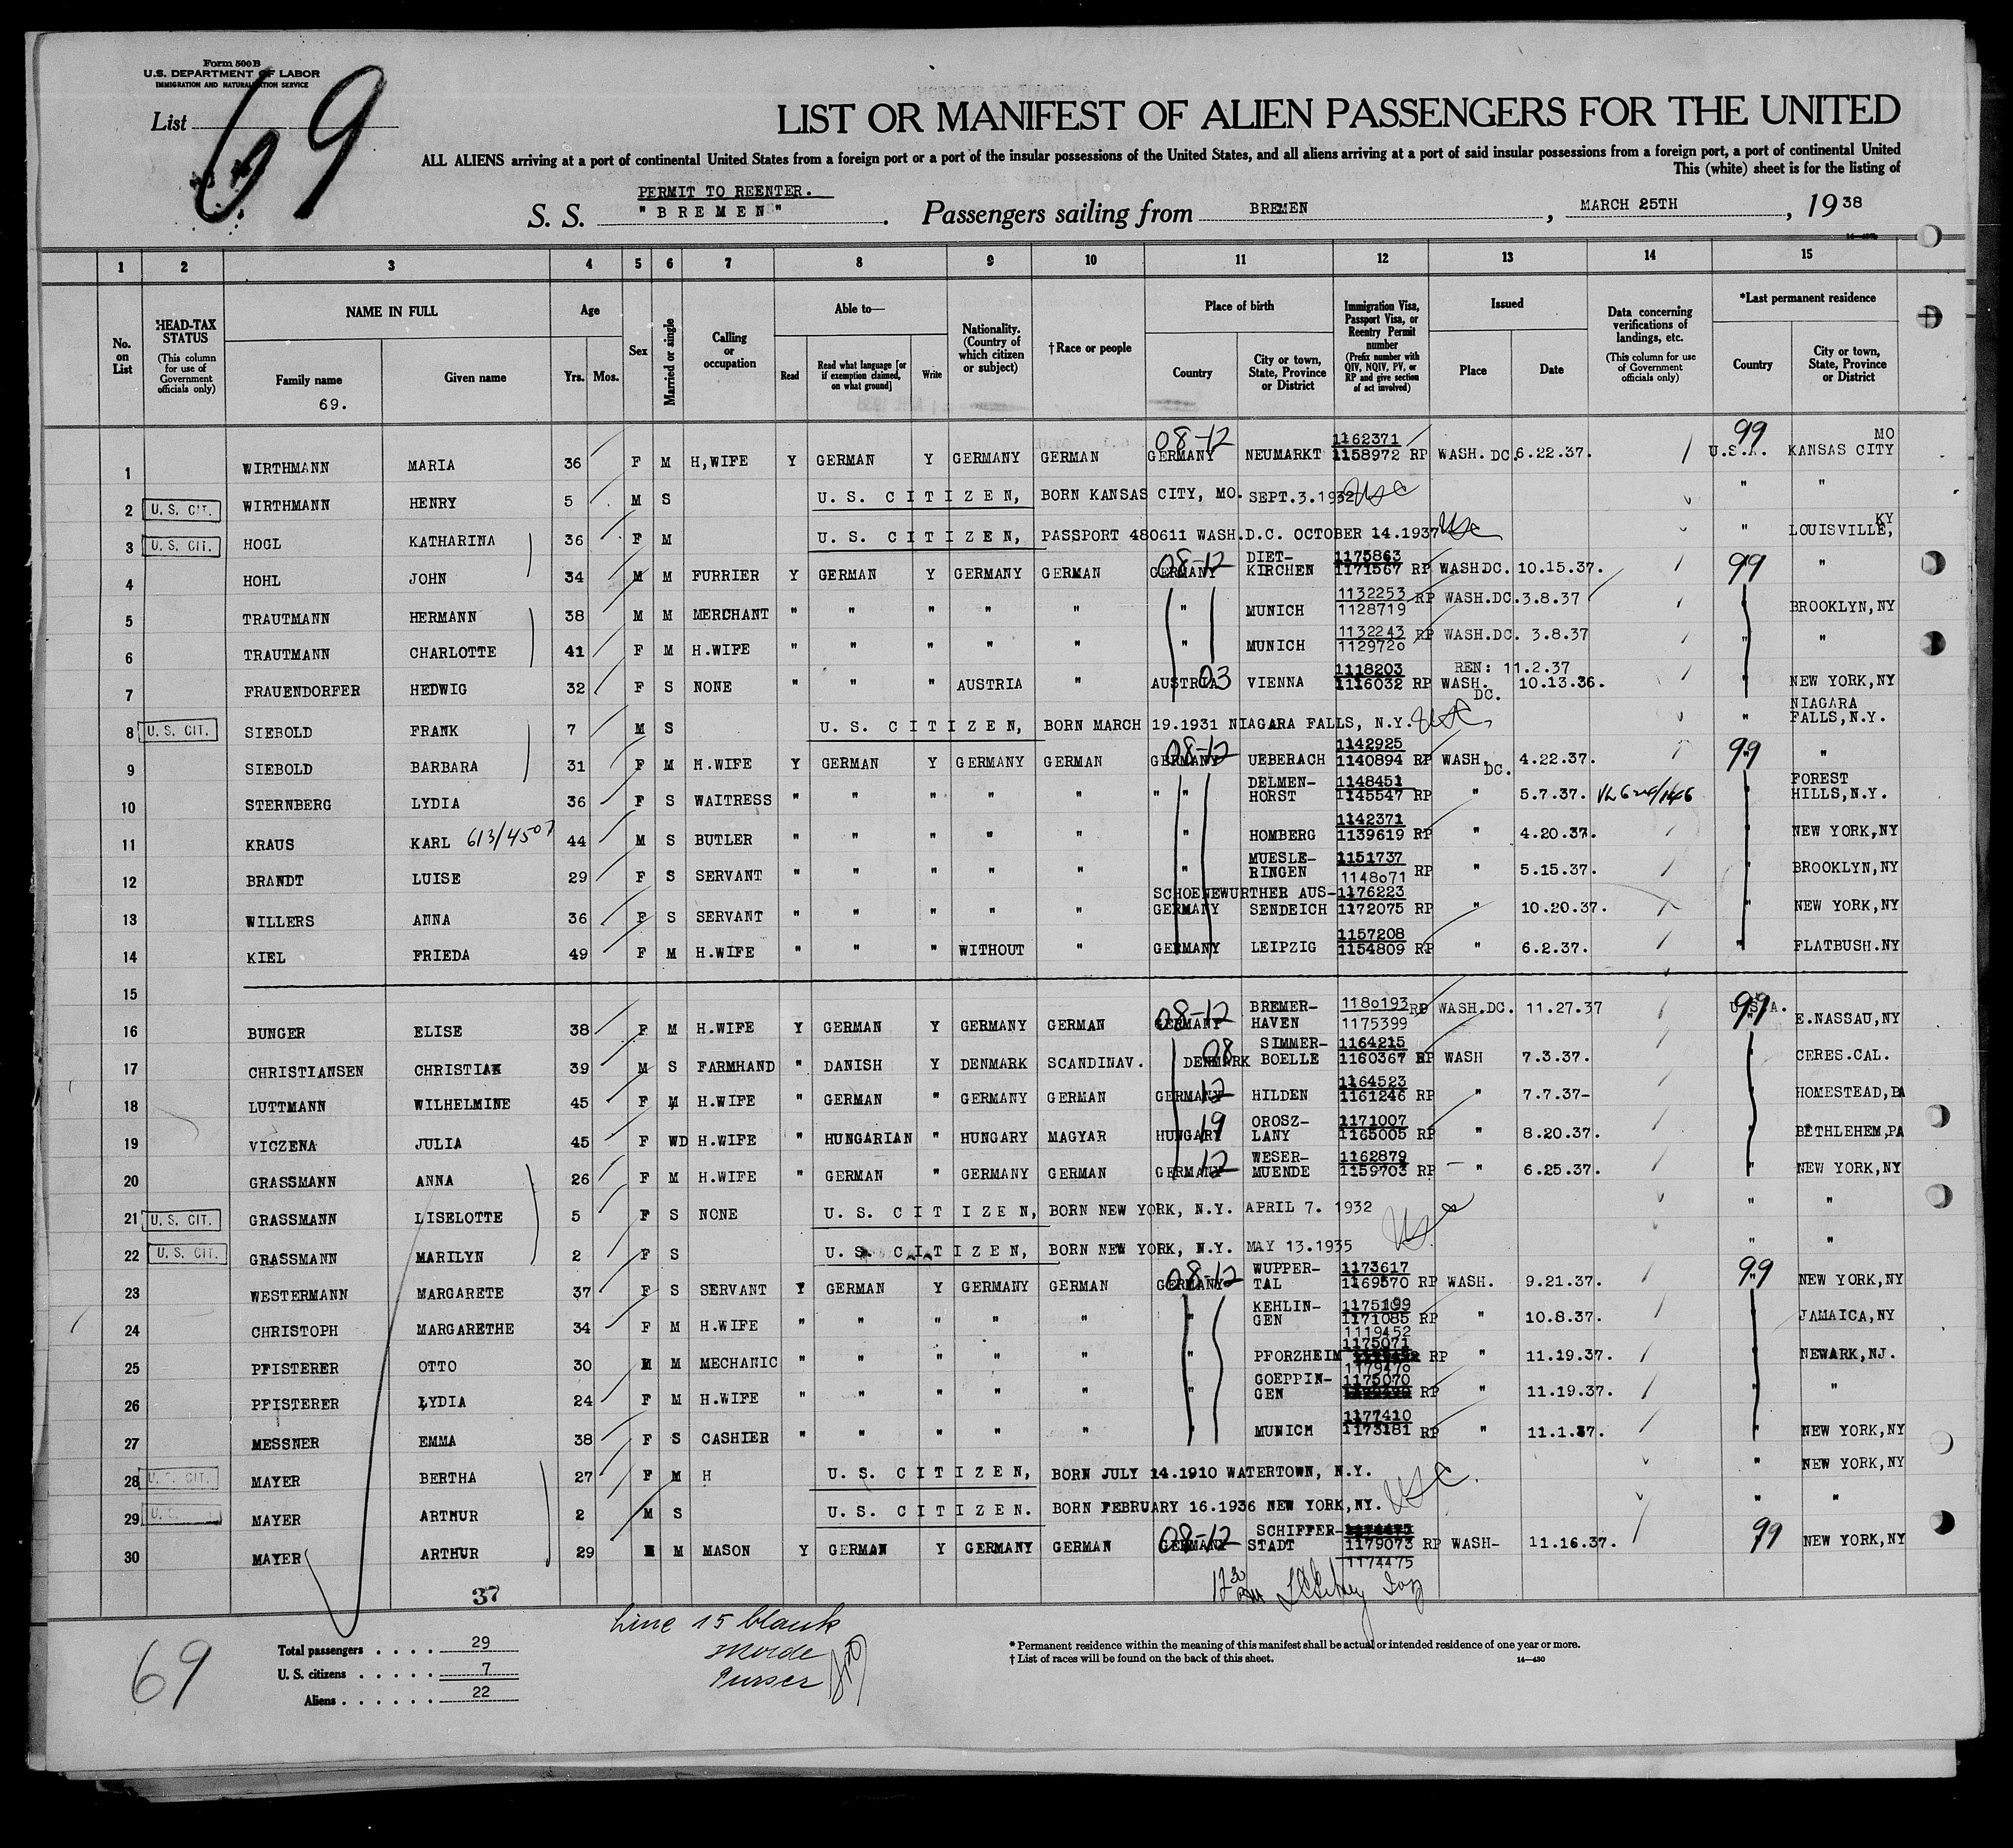 Form 500 B
U.S. DEPARTMENT OF LABOR
IMMIGRATION AND NATURALIZATION SERVICE
List 69
LIST OR MANIFEST OF ALIEN PASSENGERS FOR THE UNITED
ALL ALIENS arriving at a port of continental United States from a foreign port or a port of the insular possessions of the United States, and all aliens arriving at a port of said insular possessions from a foreign port, a port of continental United
This (white) sheet is for the listing of
PERMIT TO REENTER.
S. S. "BREMEN". Passengers sailing from BREMEN, MARCH 25TH, 1938
1 2 3 4 5 6 7 8 9 10 11 12 13 14 15
No. on List
HEAD-TAX STATUS (This column for use of Government officials only)
NAME IN FULL
Family name 69.
Given name
Age Yrs. Mos.
Sex
Married or single
Calling or occupation
Able to—
Read
Read what language [or if exemption claimed, on what ground]
Write
Nationality. (Country of which citizen or subject)
†Race or people
Place of birth
Country
City or town, State, Province or District
Immigration Visa, Passport Visa, or Reentry Permit number (Prefix number with QIV, NQIV, PV, or RP and give section of act involved)
Issued
Place
Date
Data concerning verifications of landings, etc. (This column for use of Government officials only)
*Last permanent residence
Country
City or town, State, Province or District
1 WIRTHMANN MARIA 36 F M H,WIFE Y GERMAN Y GERMANY GERMAN 08-12 GERMANY NEUMARKT 1162371 1158972 RP WASH. DC. 6.22.37. 99 U.S.A. KANSAS CITY MO
2 U. S. CIT. WIRTHMANN HENRY 5 M S U. S. CITIZEN, BORN KANSAS CITY, MO. SEPT.3.1932 USC " "
3 U. S. CIT. HOGL KATHARINA 36 F M U. S. CITIZEN, PASSPORT 480611 WASH.D.C. OCTOBER 14.1937 USC " LOUISVILLE, KY
4 HOHL JOHN 34 M M FURRIER Y GERMAN Y GERMANY GERMAN 08-12 GERMANY DIET-KIRCHEN 1175863 1171567 RP WASHDC. 10.15.37. 99 "
5 TRAUTMANN HERMANN 38 M M MERCHANT " " " " " " MUNICH 1132253 1128719 RP WASH.DC. 3.8.37 " BROOKLYN,NY
6 TRAUTMANN CHARLOTTE 41 F M H.WIFE " " " " " " MUNICH 1132243 1129720 RP WASH.DC. 3.8.37 " "
7 FRAUENDORFER HEDWIG 32 F S NONE " " " AUSTRIA " AUSTRIA 03 VIENNA 1118203 1116032 RP WASH. DC. REN: 11.2.37 10.13.36. " NEW YORK,NY
8 U. S. CIT. SIEBOLD FRANK 7 M S U. S. CITIZEN, BORN MARCH 19.1931 NIAGARA FALLS, N.Y. USC " NIAGARA FALLS,N.Y.
9 SIEBOLD BARBARA 31 F M H.WIFE Y GERMAN Y GERMANY GERMAN 08-12 GERMANY UEBERACH 1142925 1140894 RP WASH. DC. 4.22.37. 99 " "
10 STERNBERG LYDIA 36 F S WAITRESS " " " " " " " DELMEN-HORST 1148451 1145547 RP " 5.7.37. " FOREST HILLS,N.Y.
11 KRAUS KARL 613/4507 44 M S BUTLER " " " " " " HOMBERG 1142371 1139619 RP " 4.20.37. " NEW YORK,NY
12 BRANDT LUISE 29 F S SERVANT " " " " " " MUESLE-RINGEN 1151737 1148071 RP " 5.15.37. " BROOKLYN,NY
13 WILLERS ANNA 36 F S SERVANT " " " " " GERMANY SCHOENEWURTHER AUS-SENDEICH 1176223 1172075 RP " 10.20.37. " NEW YORK,NY
14 KIEL FRIEDA 49 F M H.WIFE " " " WITHOUT " GERMANY LEIPZIG 1157208 1154809 RP " 6.2.37. " FLATBUSH.NY
15
16 BUNGER ELISE 38 F M H.WIFE Y GERMAN Y GERMANY GERMAN 08-12 GERMANY BREMER-HAVEN 1180193 1175399 RP WASH.DC. 11.27.37 99 U.S.A. " E.NASSAU,NY
17 CHRISTIANSEN CHRISTIAN 39 M S FARMHAND " DANISH Y DENMARK SCANDINAV. 08 DENMARK SIMMER-BOELLE 1164215 1160367 RP WASH 7.3.37. " CERES.CAL.
18 LUTTMANN WILHELMINE 45 F M H.WIFE " GERMAN " GERMANY GERMAN GERMANY 12 HILDEN 1164523 1161246 RP " 7.7.37- " HOMESTEAD,PA
19 VICZENA JULIA 45 F WD H.WIFE " HUNGARIAN " HUNGARY MAGYAR HUNGARY 19 OROSZ-LANY 1171007 1165005 RP " 8.20.37. " BETHLEHEM,PA
20 GRASSMANN ANNA 26 F M H.WIFE " GERMAN " GERMANY GERMAN GERMANY 12 WESER-MUENDE 1162879 1159703 RP " 6.25.37. " NEW YORK,NY
21 U. S. CIT. GRASSMANN LISELOTTE 5 F S NONE U. S. CITIZEN, BORN NEW YORK, N.Y. APRIL 7. 1932 " "
22 U. S. CIT. GRASSMANN MARILYN 2 F S U. S. CITIZEN, BORN NEW YORK, N.Y. MAY 13.1935 USC " "
23 WESTERMANN MARGARETE 37 F S SERVANT Y GERMAN Y GERMANY GERMAN 08-12 GERMANY WUPPER-TAL 1173617 1169570 RP WASH. 9.21.37. 99 " NEW YORK,NY
24 CHRISTOPH MARGARETHE 34 F M H.WIFE " " " " " " KEHLIN-GEN 1175199 1171085 RP " 10.8.37. " JAMAICA,NY
25 PFISTERER OTTO 30 M M MECHANIC " " " " " " PFORZHEIM 1119452 1175071 RP " 11.19.37. " NEWARK,NJ.
26 PFISTERER LYDIA 24 F M H.WIFE " " " " " " GOEPPIN-GEN 1179470 1175070 RP " 11.19.37. " "
27 MESSNER EMMA 38 F S CASHIER " " " " " " MUNICH 1177410 1173181 RP " 11.1.37. " NEW YORK,NY
28 U. S. CIT. MAYER BERTHA 27 F M H U. S. CITIZEN, BORN JULY 14.1910 WATERTOWN, N.Y. " NEW YORK,NY
29 U. S. MAYER ARTHUR 2 M S U. S. CITIZEN. BORN FEBRUARY 16.1936 NEW YORK,NY. USC " "
30 MAYER ARTHUR 29 M M MASON Y GERMAN Y GERMANY GERMAN 08-12 GERMANY SCHIFFER-STADT 1179073 1174475 RP WASH- 11.16.37. 99 NEW YORK,NY
37
Line 15 blank
Purser
69
Total passengers . . . . 29
U. S. citizens . . . . . 7
Aliens . . . . . . 22
* Permanent residence within the meaning of this manifest shall be actual or intended residence of one year or more.
† List of races will be found on the back of this sheet.
14—430